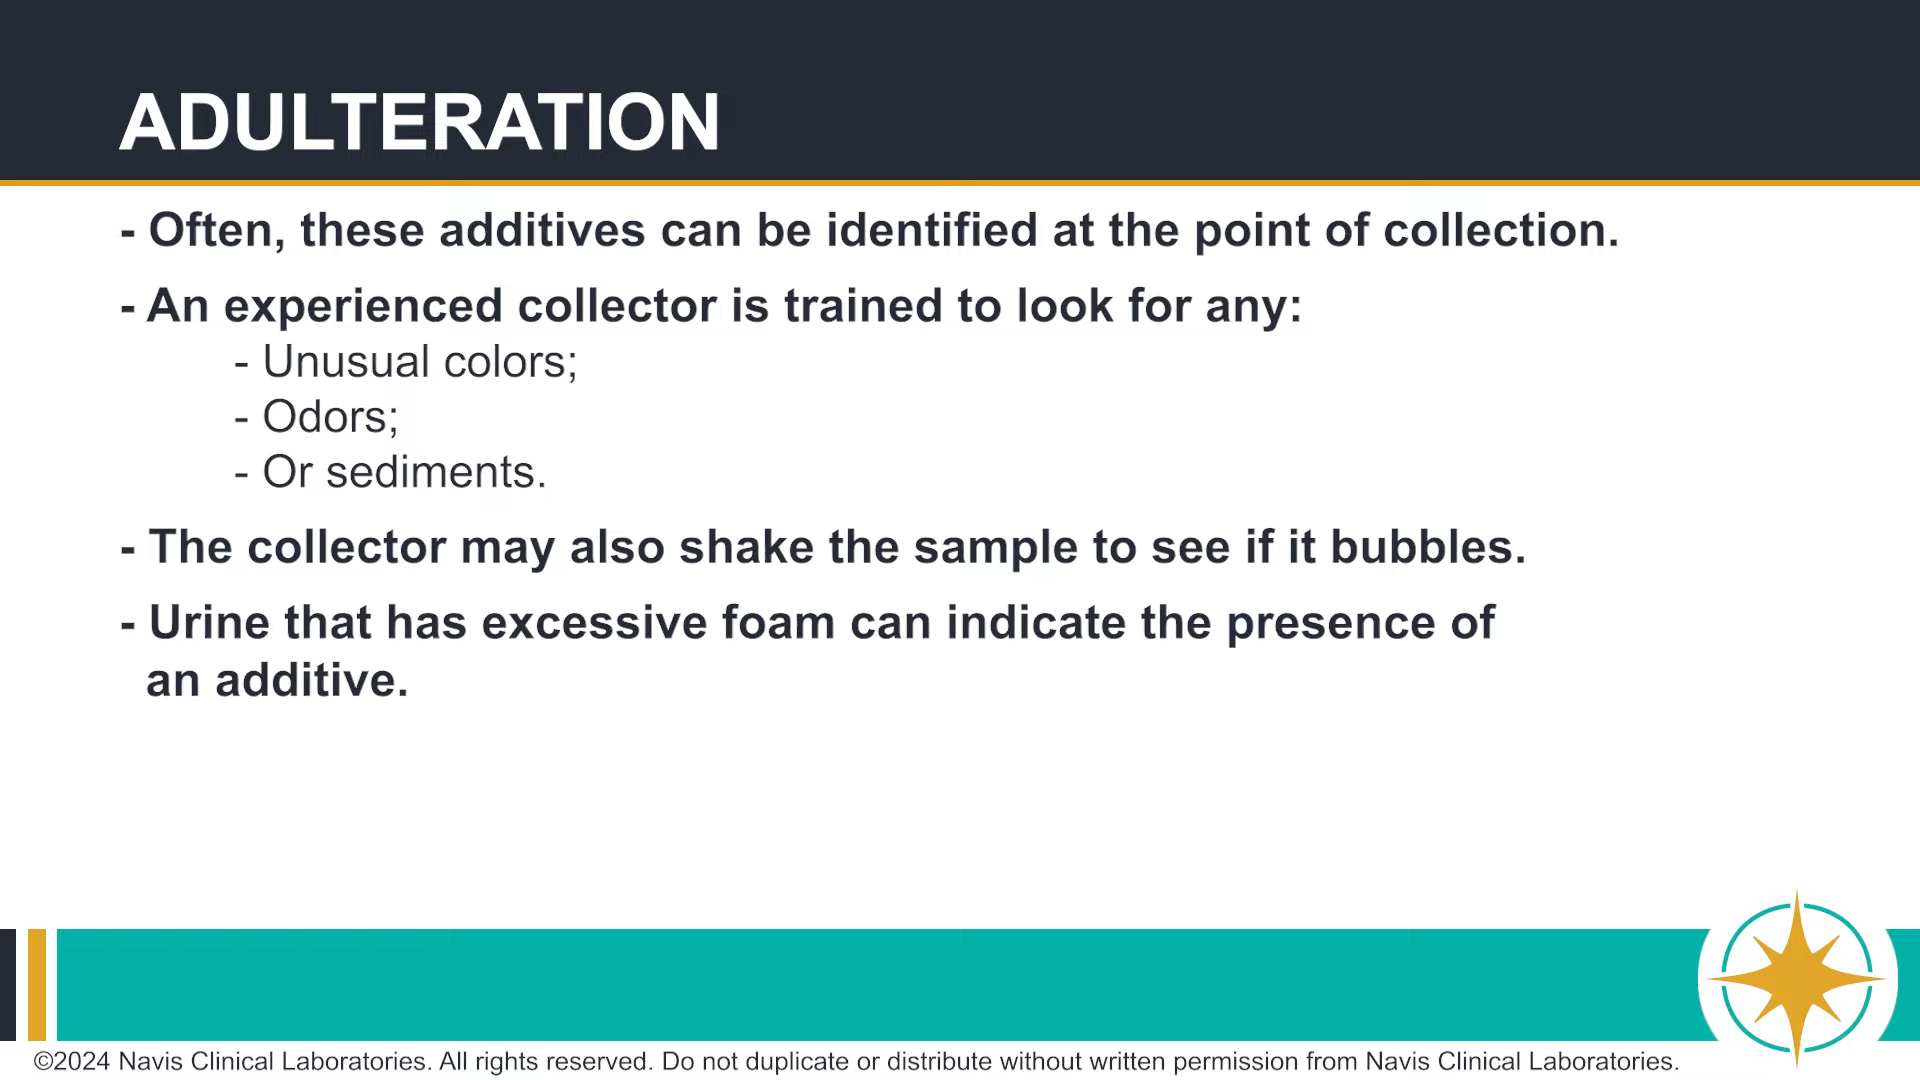 ADULTERATION
- Often, these additives can be identified at the point of collection.
- An experienced collector is trained to look for any:
- Unusual colors;
- Odors;
- Or sediments.
- The collector may also shake the sample to see if it bubbles.
- Urine that has excessive foam can indicate the presence of
an additive.
©2024 Navis Clinical Laboratories. All rights reserved. Do not duplicate or distribute without written permission from Navis Clinical Laboratories.